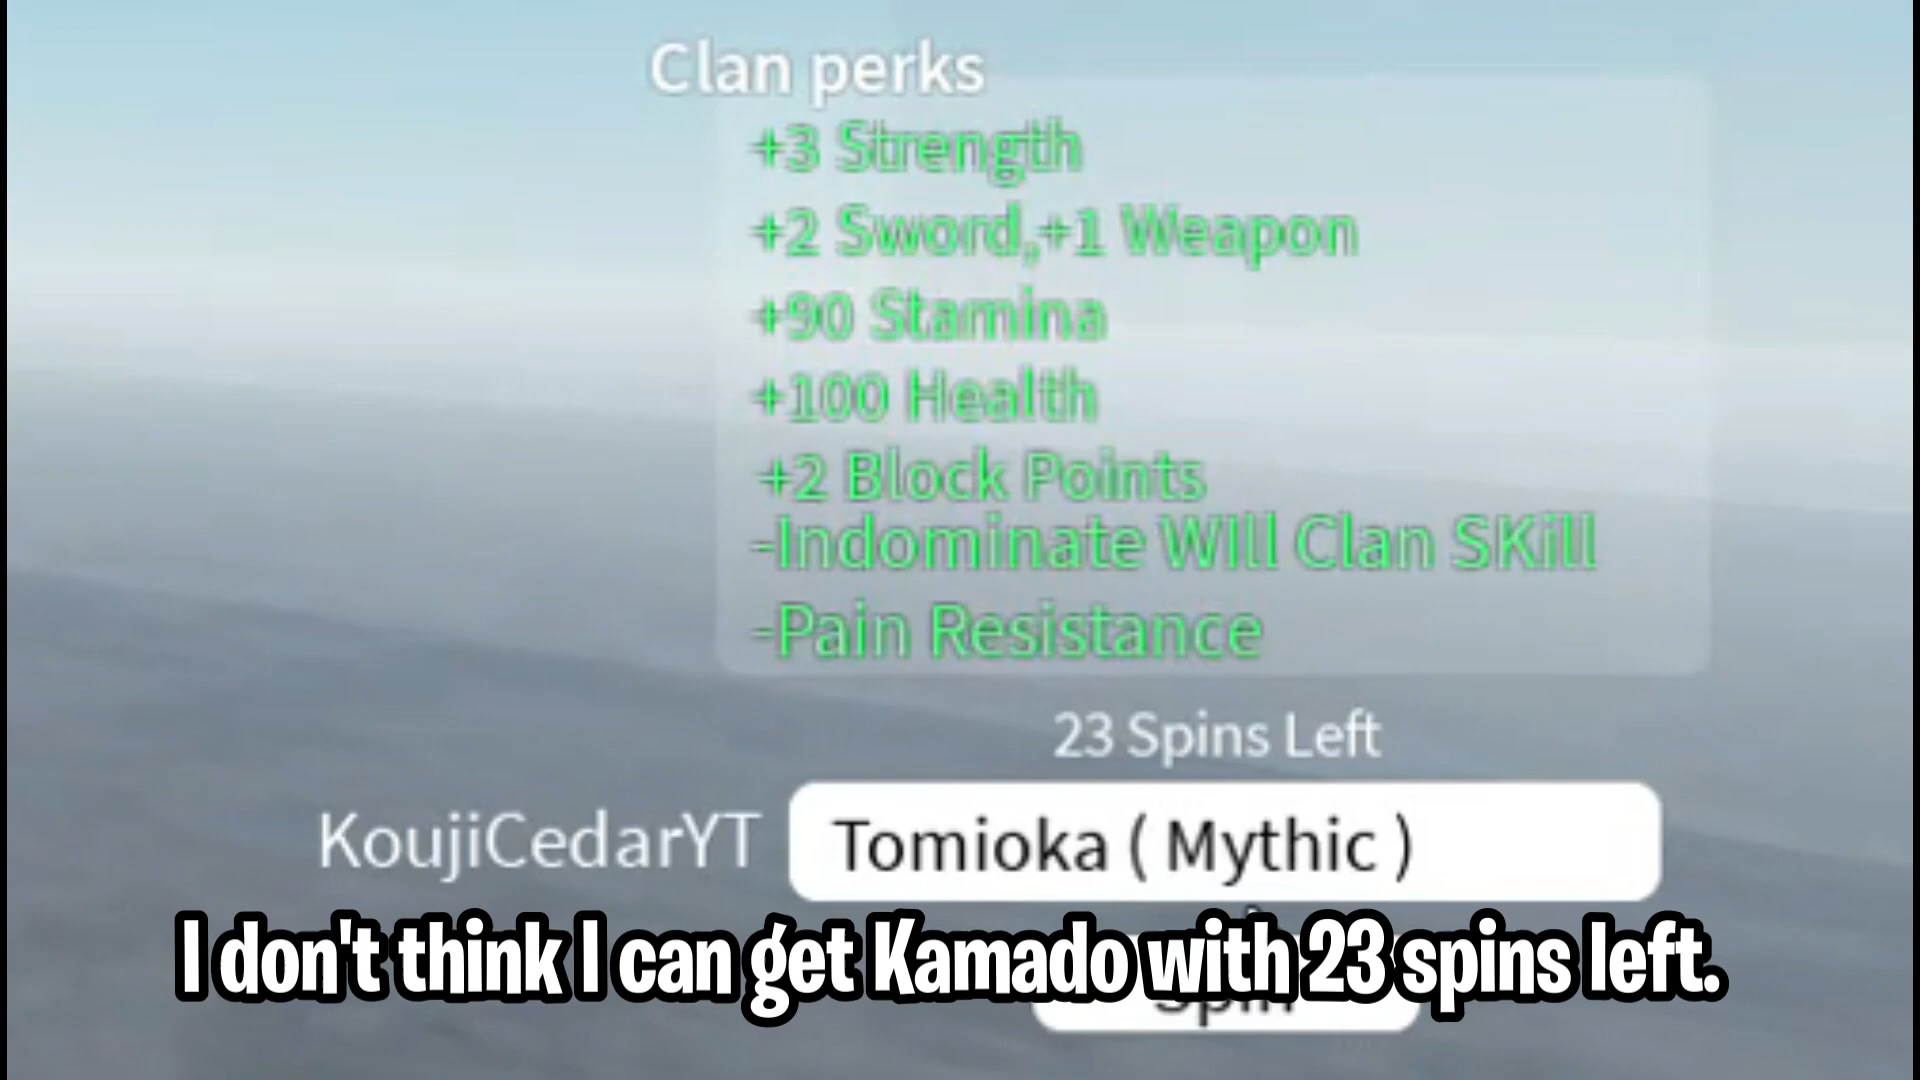 Clan perks
+3 Strength
+2 Sword,+1 Weapon
+90 Stamina
+100 Health
+2 Block Points
-Indominate WIll Clan SKill
-Pain Resistance
23 Spins Left
KoujiCedarYT Tomioka ( Mythic )
I don't think I can get Kamado with 23 spins left.
Spin